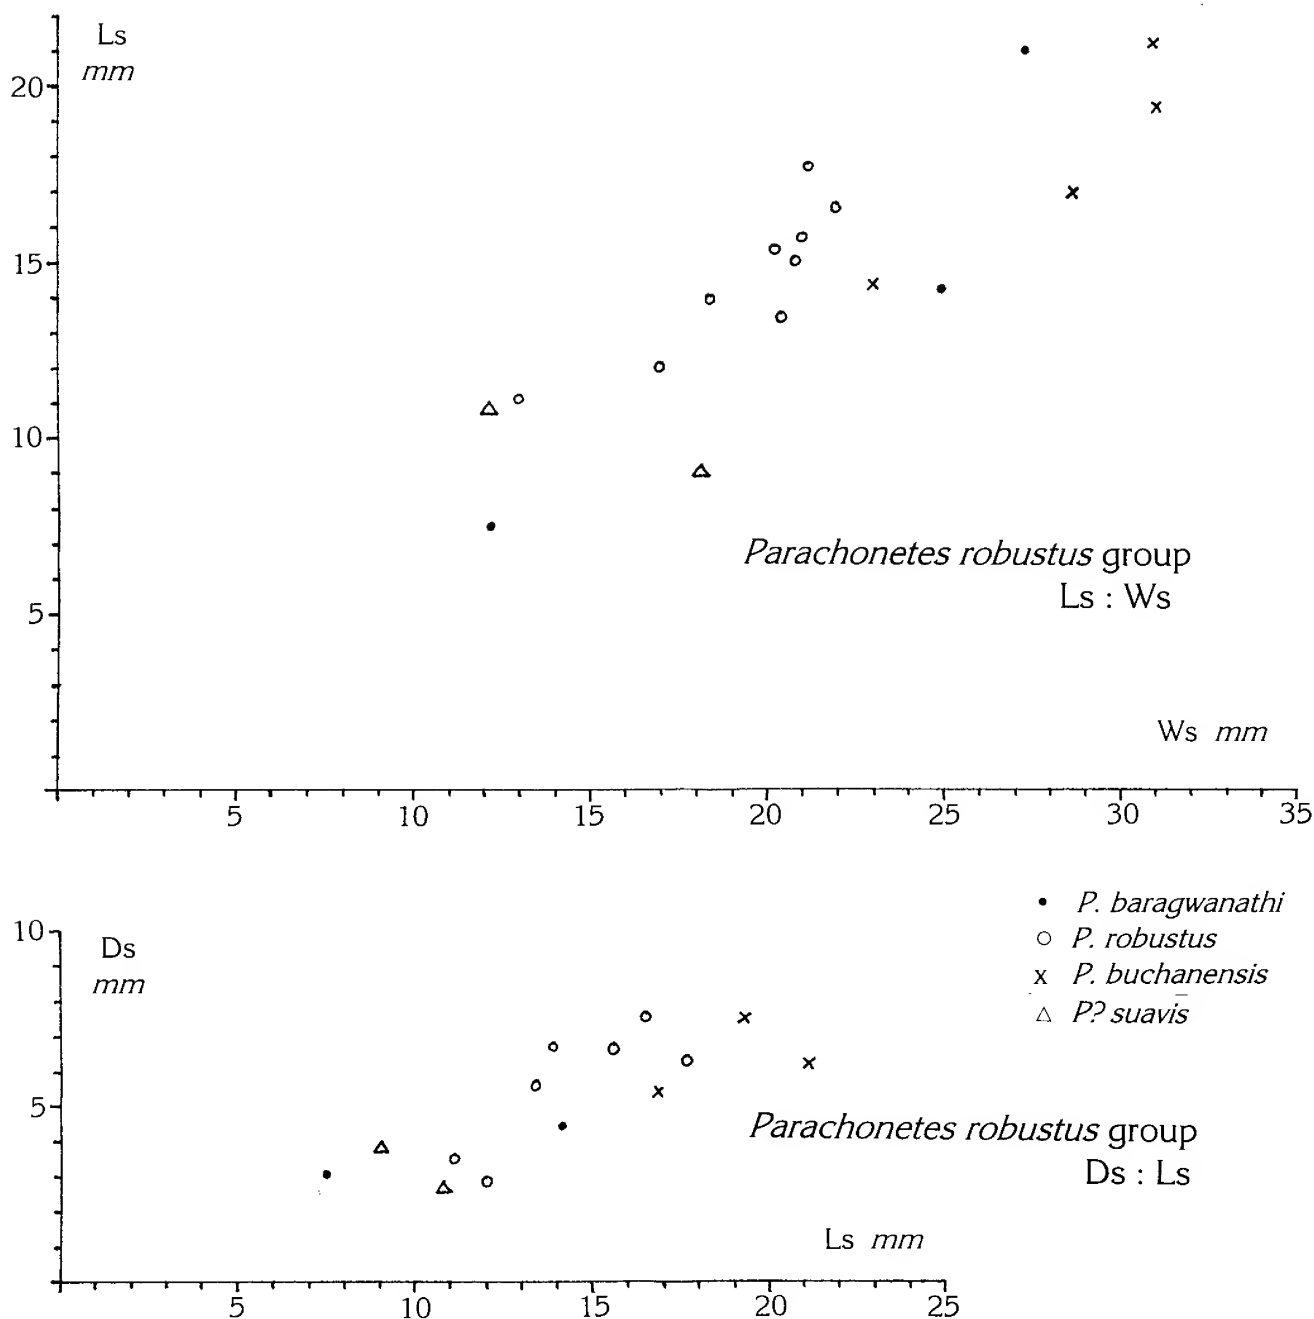 Ls
mm
20
15
10
5
Parachonetes robustus group
Ls : Ws
Ws mm
5 10 15 20 25 30 35
10
Ds
mm
5
• P. baragwanathi
○ P. robustus
x P. buchanensis
△ P? suavis
Parachonetes robustus group
Ds : Ls
Ls mm
5 10 15 20 25